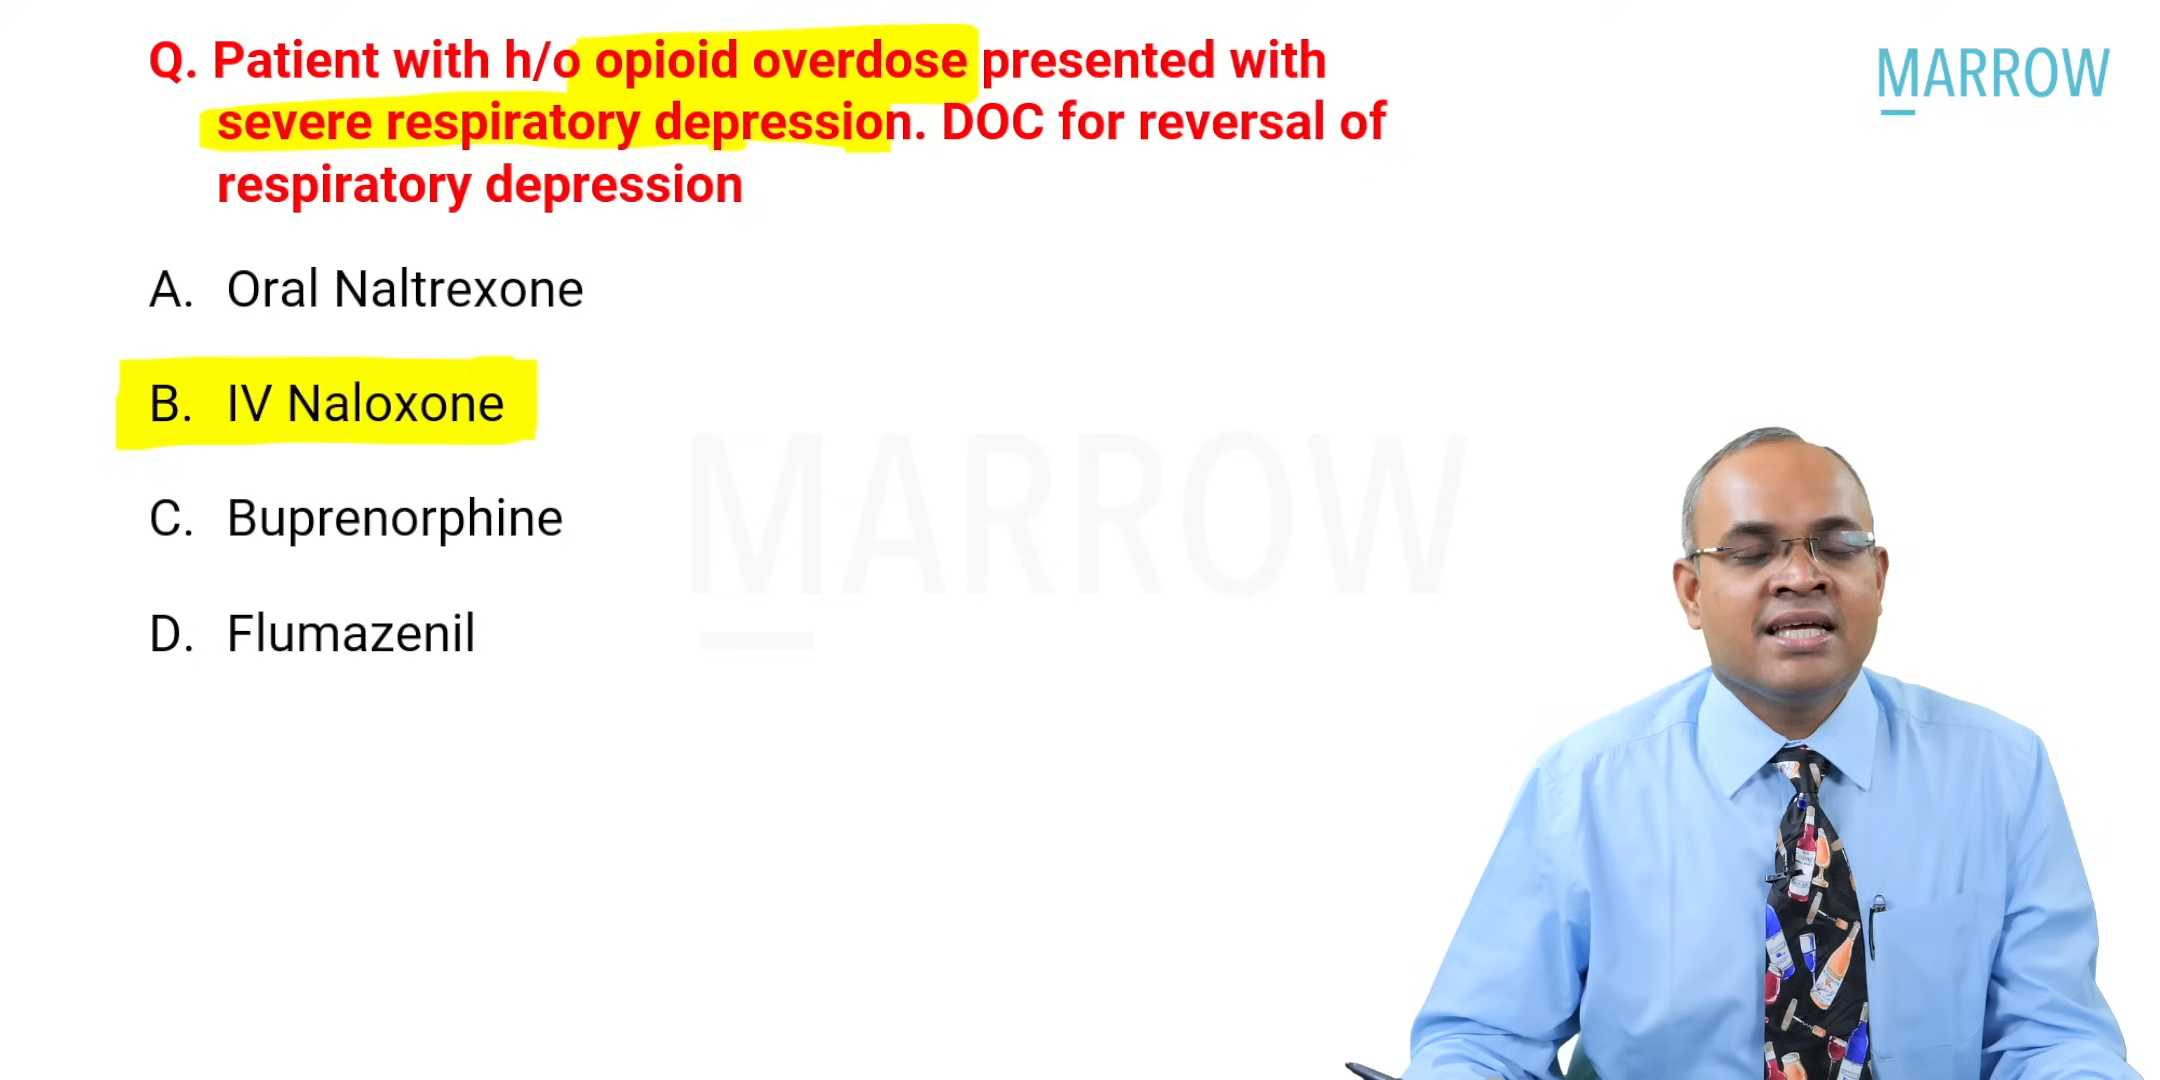 Q. Patient with h/o opioid overdose presented with
severe respiratory depression. DOC for reversal of
respiratory depression
MARROW
A. Oral Naltrexone
B. IV Naloxone
C. Buprenorphine
D. Flumazenil
MARROW